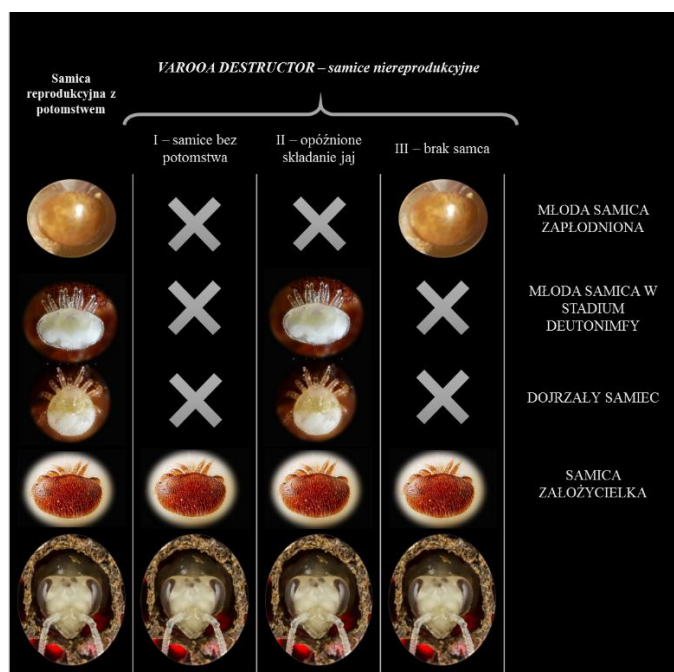 Samica
reprodukcyjna z
potomstwem
VAROOA DESTRUCTOR – samice niereprodukcyjne
I – samice bez
potomstwa
II – opóźnione
składanie jaj
III – brak samca
MŁODA SAMICA
ZAPŁODNIONA
MŁODA SAMICA W
STADIUM
DEUTONIMFY
DOJRZAŁY SAMIEC
SAMICA
ZAŁOŻYCIELKA